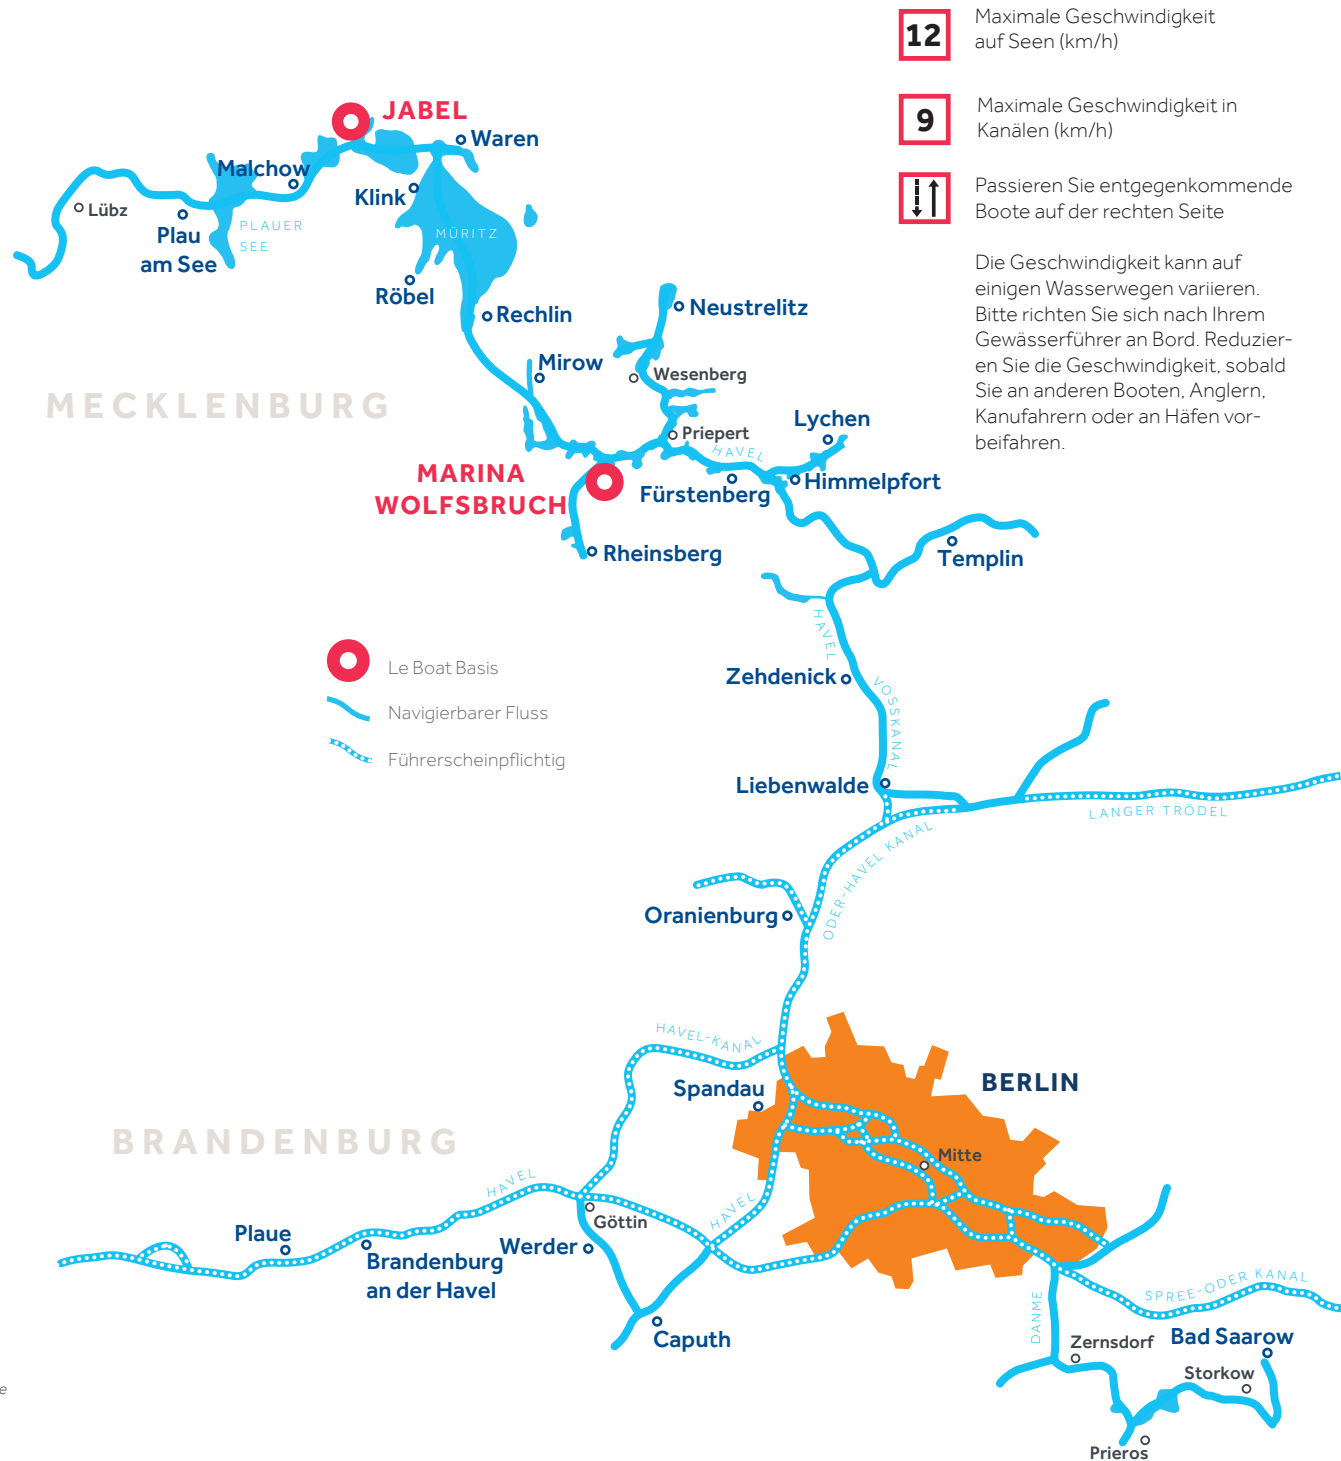 12
Maximale Geschwindigkeit
auf Seen (km/h)
9
Maximale Geschwindigkeit in
Kanälen (km/h)
Passieren Sie entgegenkommende
Boote auf der rechten Seite
Die Geschwindigkeit kann auf
einigen Wasserwegen variieren.
Bitte richten Sie sich nach Ihrem
Gewässerführer an Bord. Reduzier-
en Sie die Geschwindigkeit, sobald
Sie an anderen Booten, Anglern,
Kanufahrern oder an Häfen vor-
beifahren.
JABEL
Waren
Malchow
Klink
Lübz
PLAUER
SEE
MÜRITZ
Plau
am See
Röbel
Rechlin
Neustrelitz
Mirow
Wesenberg
MECKLENBURG
Lychen
Priepert
HAVEL
MARINA
WOLFSBRUCH
Fürstenberg
Himmelpfort
Rheinsberg
Templin
HAVEL
Le Boat Basis
Navigierbarer Fluss
Führerscheinpflichtig
Zehdenick
VOSSKANAL
Liebenwalde
LANGER TRÖDEL
ODER-HAVEL KANAL
Oranienburg
HAVEL-KANAL
Spandau
BERLIN
BRANDENBURG
Mitte
HAVEL
HAVEL
Göttin
Plaue
Werder
Brandenburg
an der Havel
SPREE-ODER KANAL
DANME
Caputh
Zernsdorf
Bad Saarow
Storkow
Prieros
e